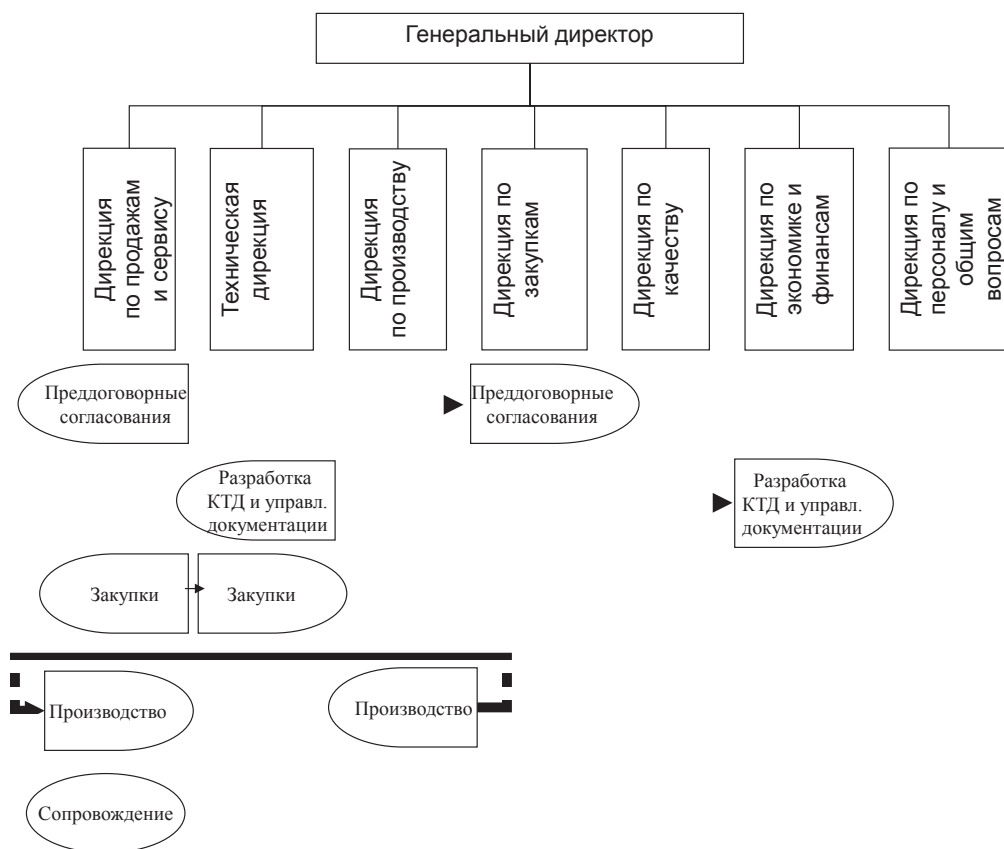 Генеральный директор
Дирекция
по продажам
и сервису
Техническая
дирекция
Дирекция
по производству
Дирекция по
закупкам
Дирекция по
качеству
Дирекция по
экономике и
финансам
Дирекция по
персоналу и
общим
вопросам
Преддоговорные
согласования
Преддоговорные
согласования
Разработка
КТД и управл.
документации
Разработка
КТД и управл.
документации
Закупки
Закупки
Производство
Производство
Сопровождение